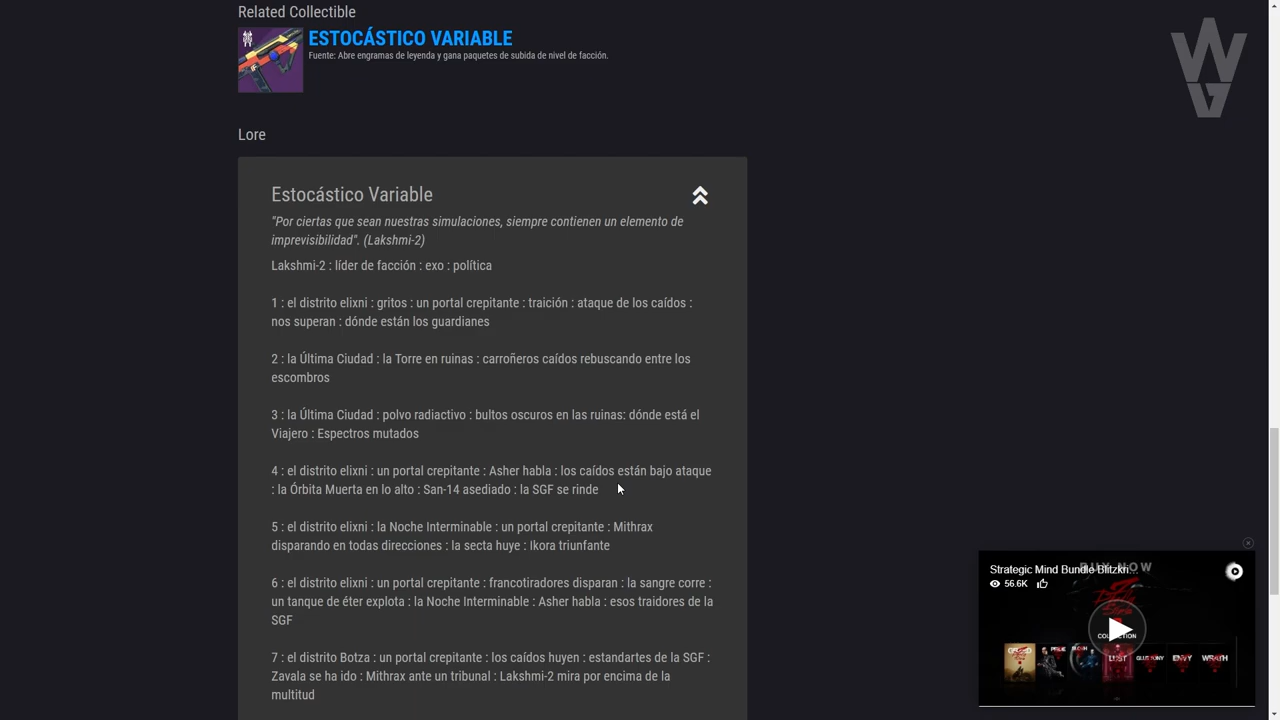 Related Collectible
ESTOCÁSTICO VARIABLE
Fuente: Abre engramas de leyenda y gana paquetes de subida de nivel de facción.
Lore
Estocástico Variable
"Por ciertas que sean nuestras simulaciones, siempre contienen un elemento de
imprevisibilidad". (Lakshmi-2)
Lakshmi-2 : líder de facción : exo : política
1 : el distrito elixni : gritos : un portal crepitante : traición : ataque de los caídos :
nos superan : dónde están los guardianes
2 : la Última Ciudad : la Torre en ruinas : carroñeros caídos rebuscando entre los
escombros
3 : la Última Ciudad : polvo radiactivo : bultos oscuros en las ruinas: dónde está el
Viajero : Espectros mutados
4 : el distrito elixni : un portal crepitante : Asher habla : los caídos están bajo ataque
: la Órbita Muerta en lo alto : San-14 asediado : la SGF se rinde
5 : el distrito elixni : la Noche Interminable : un portal crepitante : Mithrax
disparando en todas direcciones : la secta huye : Ikora triunfante
6 : el distrito elixni : un portal crepitante : francotiradores disparan : la sangre corre :
un tanque de éter explota : la Noche Interminable : Asher habla : esos traidores de la
SGF
7 : el distrito Botza : un portal crepitante : los caídos huyen : estandartes de la SGF :
Zavala se ha ido : Mithrax ante un tribunal : Lakshmi-2 mira por encima de la
multitud
Strategic Mind Bundle Blitzkri...
BUY NOW
56.6K
COLLECTION
GREED
PRIDE
LUST
GLUTTONY
ENVY
WRATH